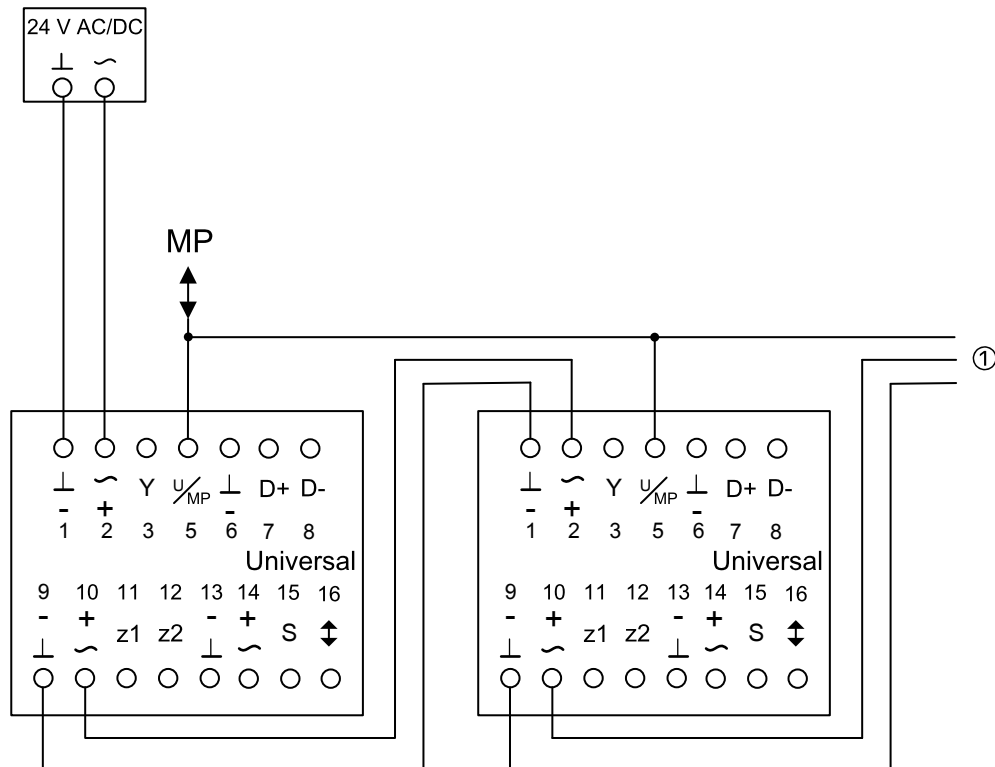 24 V AC/DC
⊥ ~
MP
①
⊥ ~ Y U/MP ⊥ D+ D-
- + -
1 2 3 5 6 7 8
Universal
9 10 11 12 13 14 15 16
- + z1 z2 - + S ↕
⊥ ~ ⊥ ~
⊥ ~ Y U/MP ⊥ D+ D-
- + -
1 2 3 5 6 7 8
Universal
9 10 11 12 13 14 15 16
- + z1 z2 - + S ↕
⊥ ~ ⊥ ~